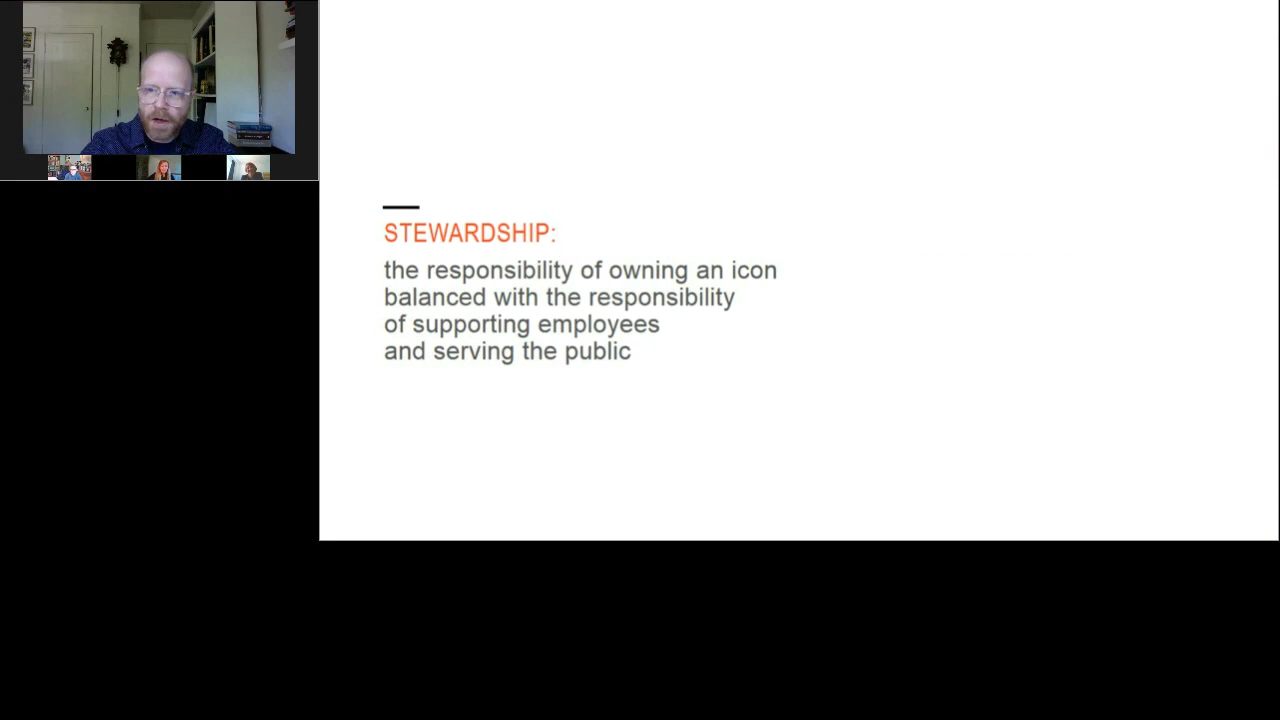 STEWARDSHIP:
the responsibility of owning an icon
balanced with the responsibility
of supporting employees
and serving the public